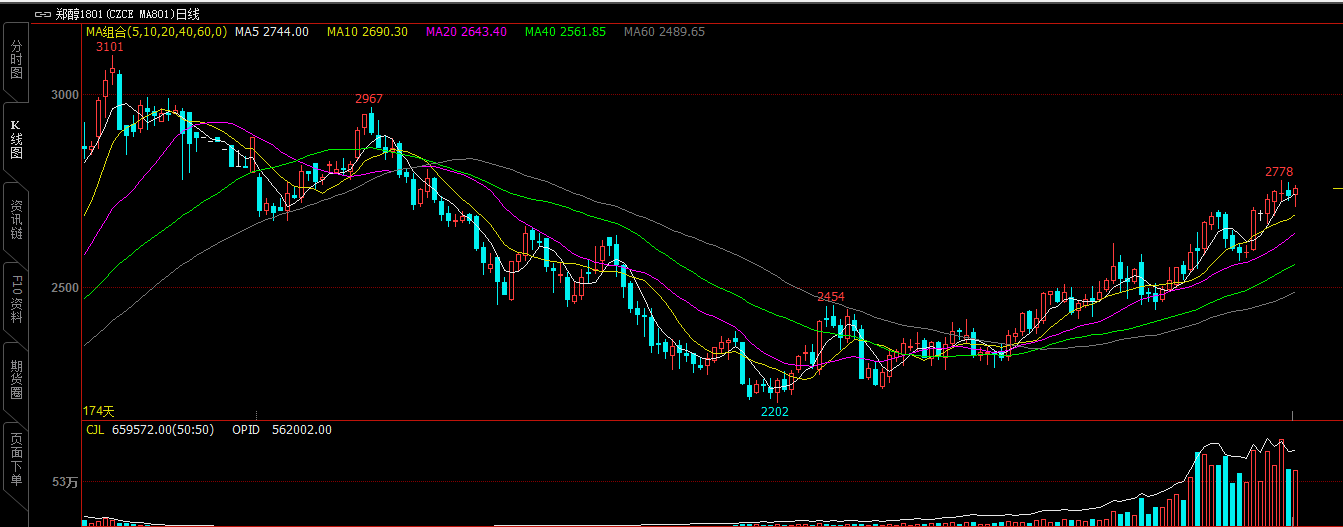 郑醇1801(CZCE MA801)日线
MA组合(5,10,20,40,60,0) MA5 2744.00 MA10 2690.30 MA20 2643.40 MA40 2561.85 MA60 2489.65
分时图
K线图
资讯链
F10资料
期货圈
页面下单
3101
3000
2967
2778
2500
2454
2202
174天
CJL 659572.00(50:50) OPID 562002.00
53万